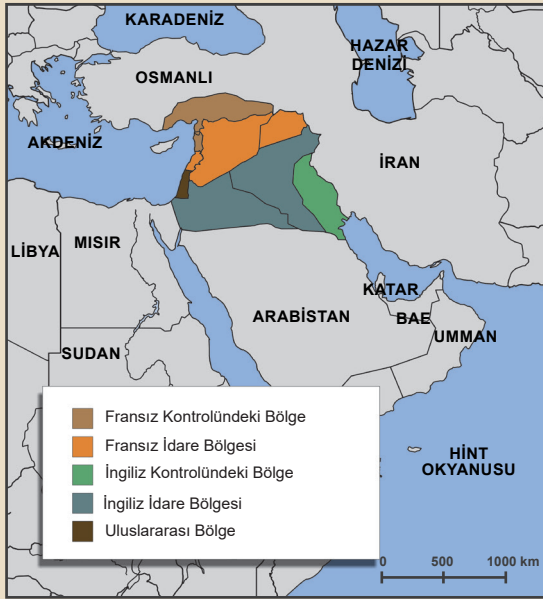 KARADENİZ
HAZAR
DENİZİ
OSMANLI
AKDENİZ
İRAN
LİBYA
MISIR
KATAR
ARABİSTAN
BAE
UMMAN
SUDAN
Fransız Kontrolündeki Bölge
Fransız İdare Bölgesi
İngiliz Kontrolündeki Bölge
İngiliz İdare Bölgesi
Uluslararası Bölge
HİNT
OKYANUSU
0 500 1000 km